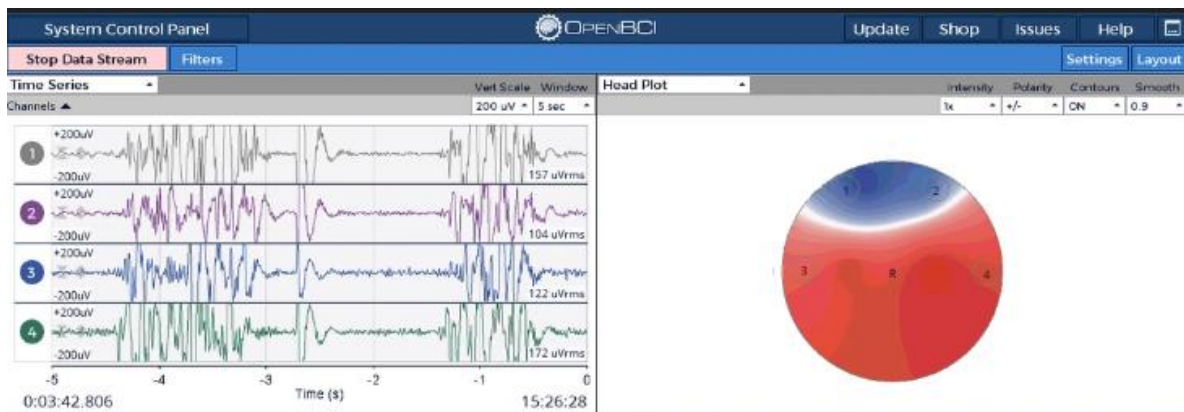 System Control Panel OPENBCI Update Shop Issues Help
Stop Data Stream Filters Settings Layout
Time Series Vert Scale Window
Channels 200 uV 5 sec
1 +200uV
-200uV 157 uVrms
2 +200uV
-200uV 104 uVrms
3 +200uV
-200uV 122 uVrms
4 +200uV
-200uV 172 uVrms
-5 -4 -3 -2 -1 0
Time (s)
0:03:42.806 15:26:28
Head Plot Intensity Polarity Contours Smooth
1x +/- ON 0.9
1 2
3 R 4